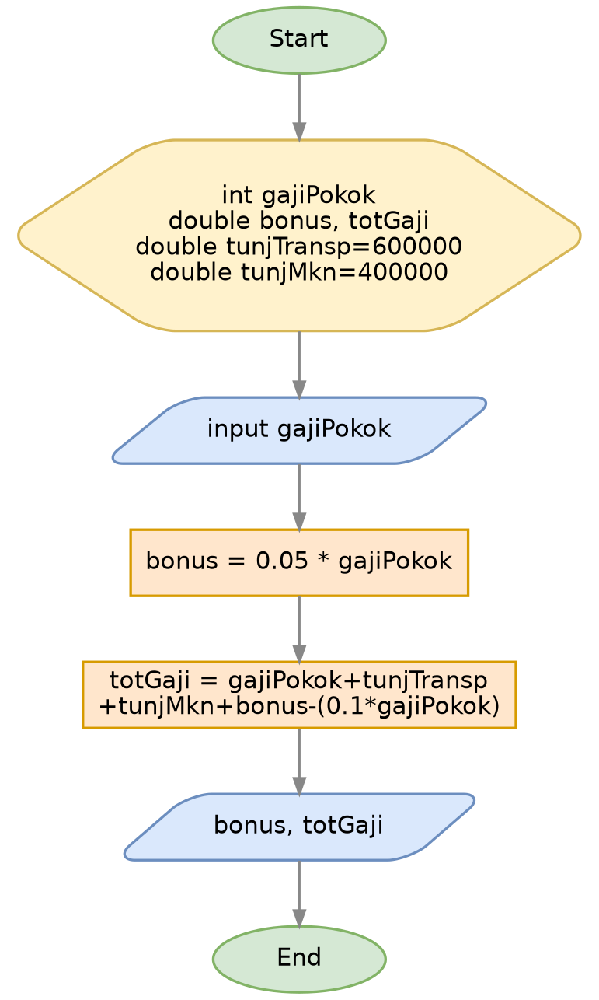 Start
int gajiPokok
double bonus, totGaji
double tunjTransp=600000
double tunjMkn=400000
input gajiPokok
bonus = 0.05 * gajiPokok
totGaji = gajiPokok+tunjTransp
+tunjMkn+bonus-(0.1*gajiPokok)
bonus, totGaji
End